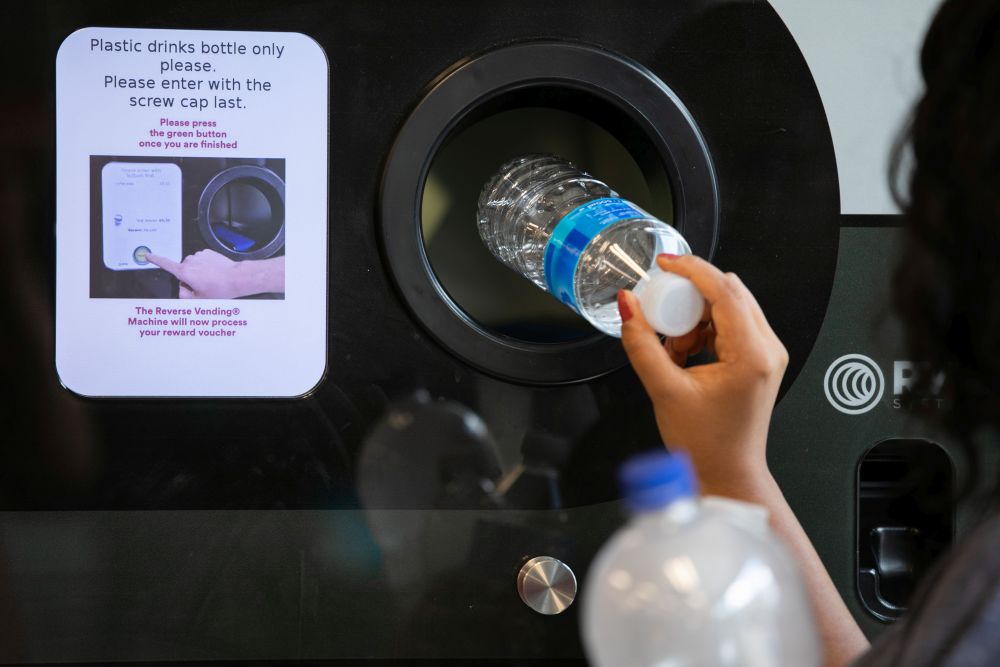 Plastic drinks bottle only
please.
Please enter with the
screw cap last.
Please press
the green button
once you are finished
The Reverse Vending®
Machine will now process
your reward voucher